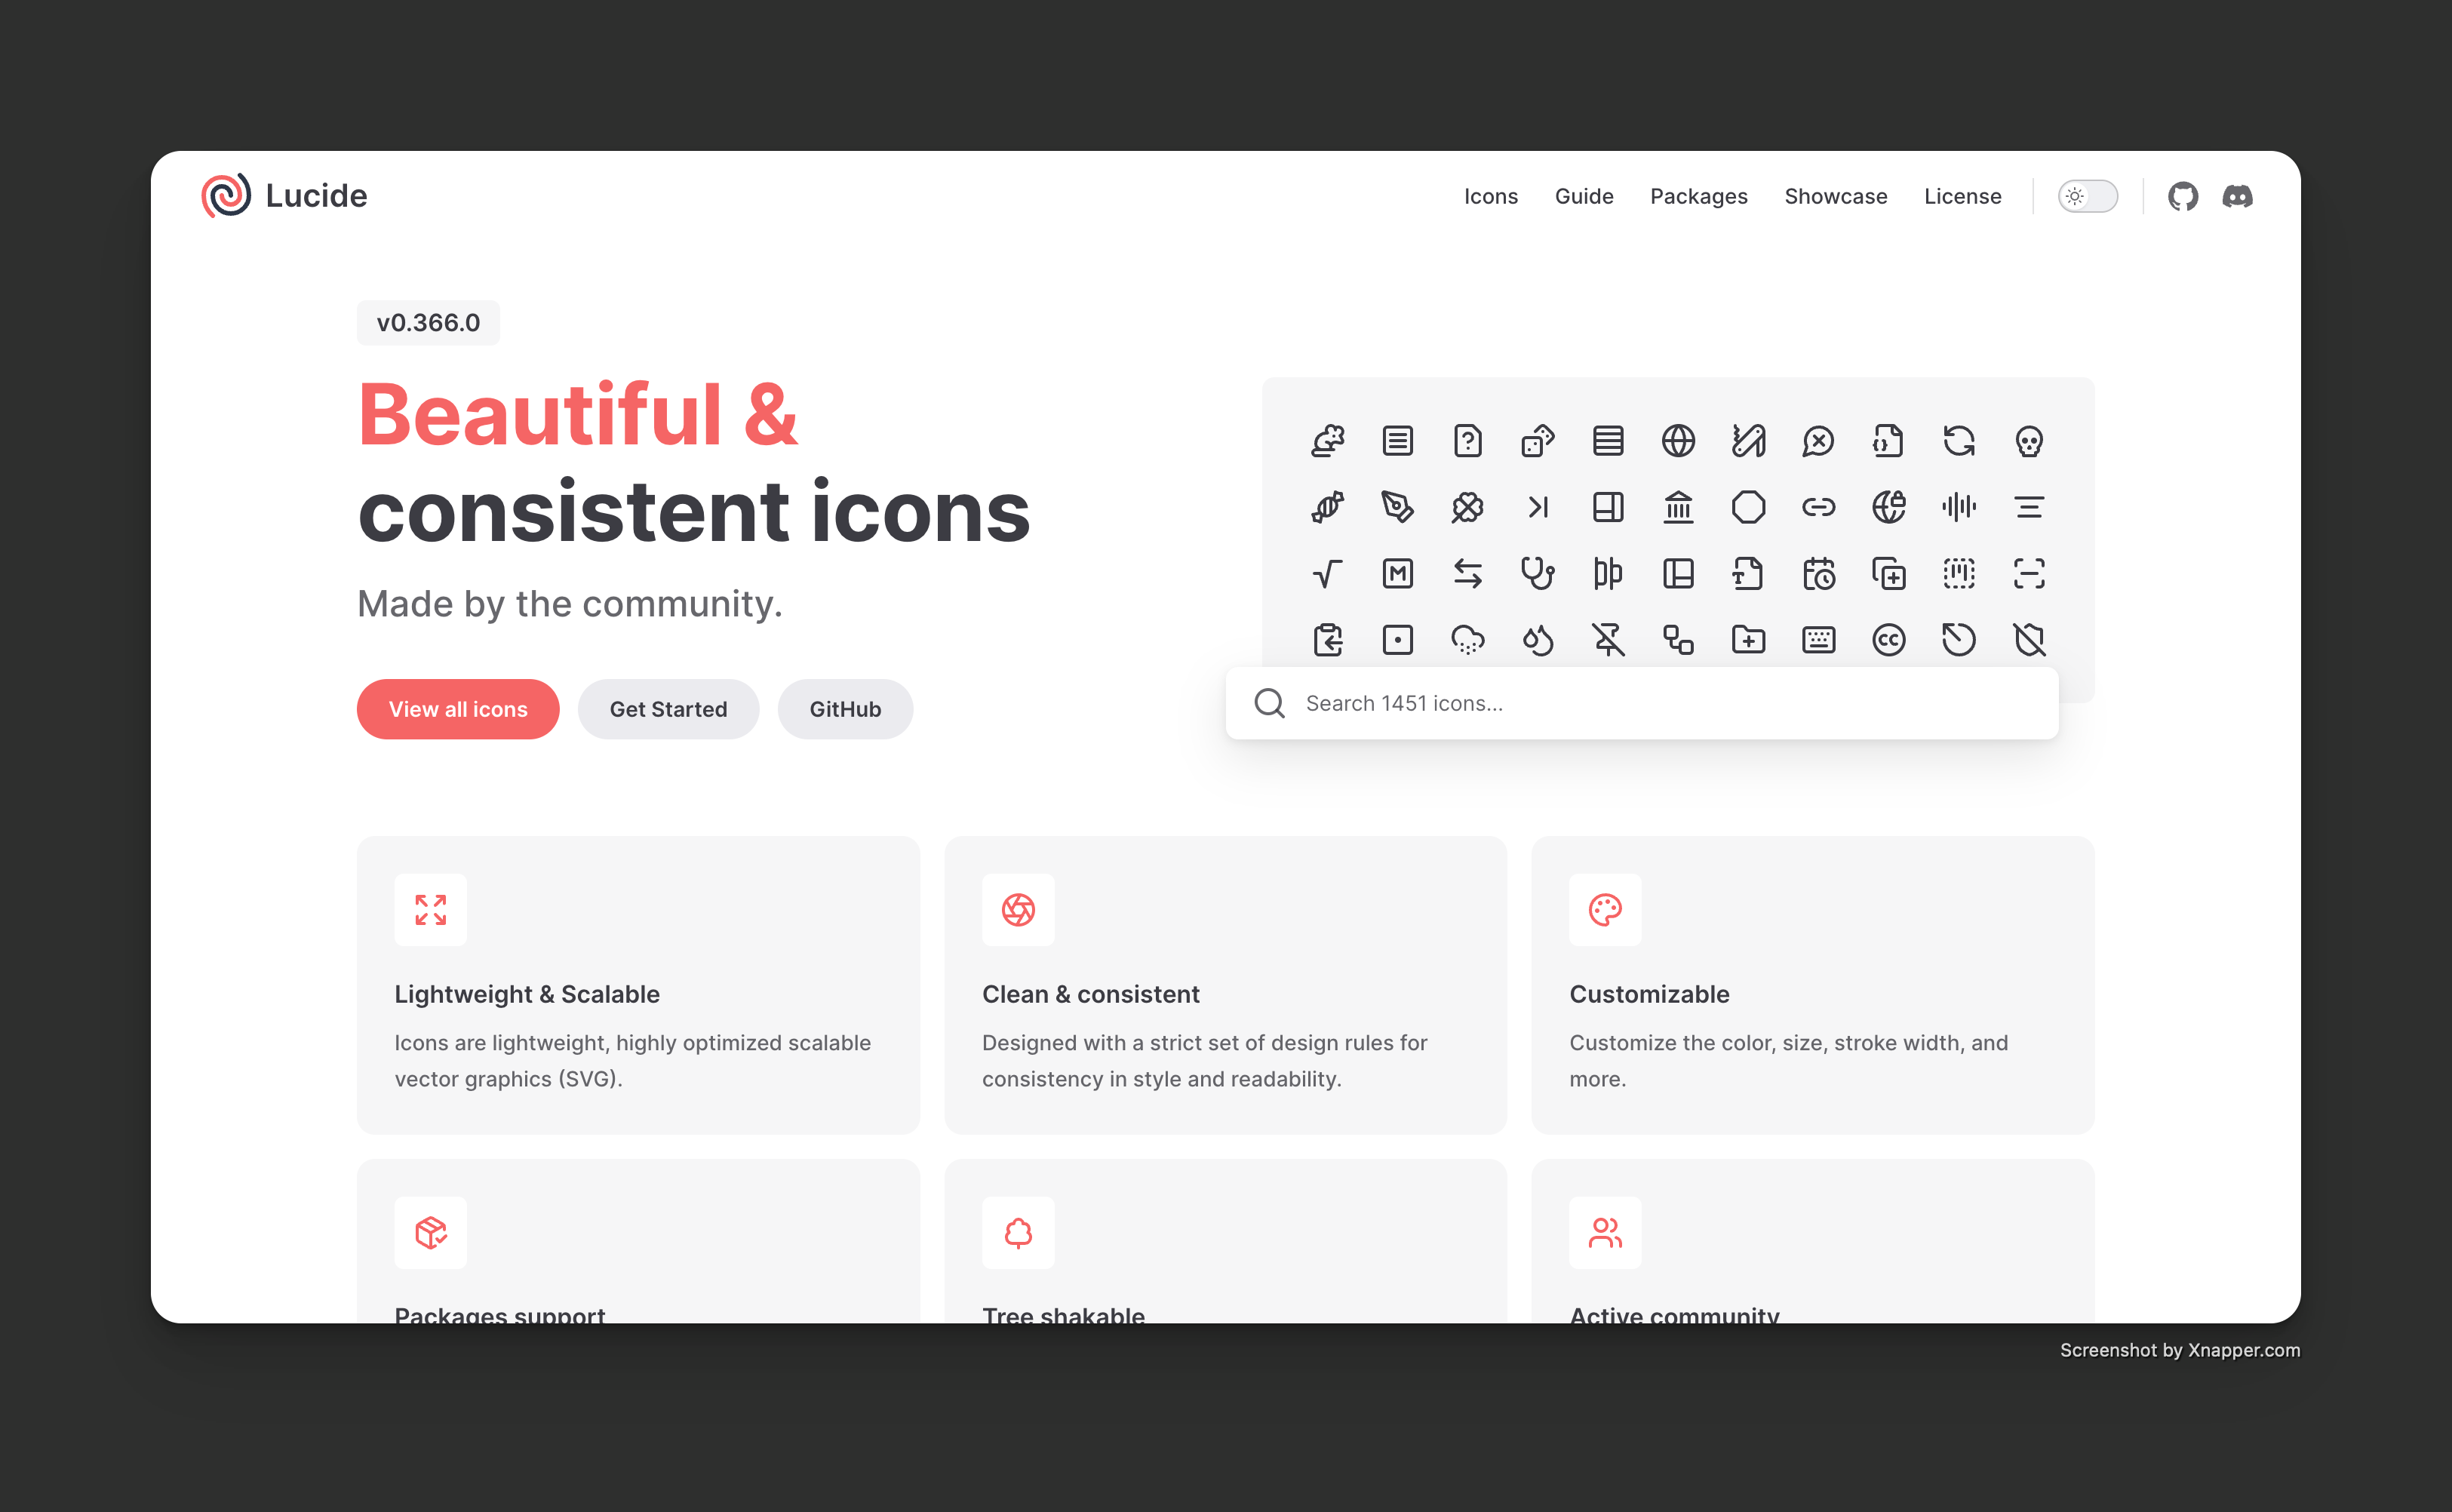 Lucide
Icons Guide Packages Showcase License
v0.366.0
Beautiful &
consistent icons
Made by the community.
View all icons Get Started GitHub
Search 1451 icons...
Lightweight & Scalable
Icons are lightweight, highly optimized scalable
vector graphics (SVG).
Clean & consistent
Designed with a strict set of design rules for
consistency in style and readability.
Customizable
Customize the color, size, stroke width, and
more.
Packages support
Tree shakable
Active community
Screenshot by Xnapper.com